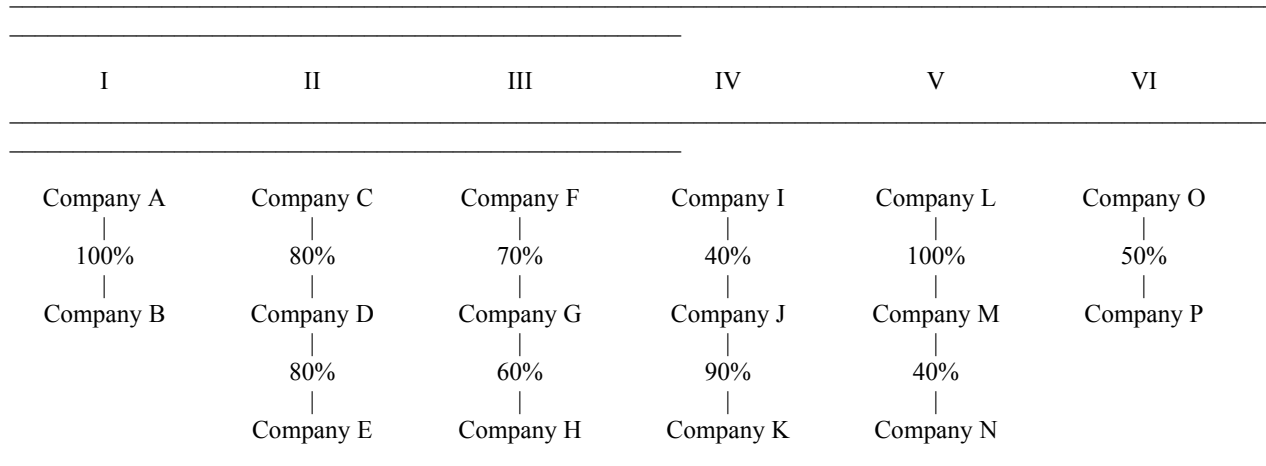 I II III IV V VI
Company A Company C Company F Company I Company L Company O
| | | | | |
100% 80% 70% 40% 100% 50%
| | | | | |
Company B Company D Company G Company J Company M Company P
| | | |
80% 60% 90% 40%
| | | |
Company E Company H Company K Company N